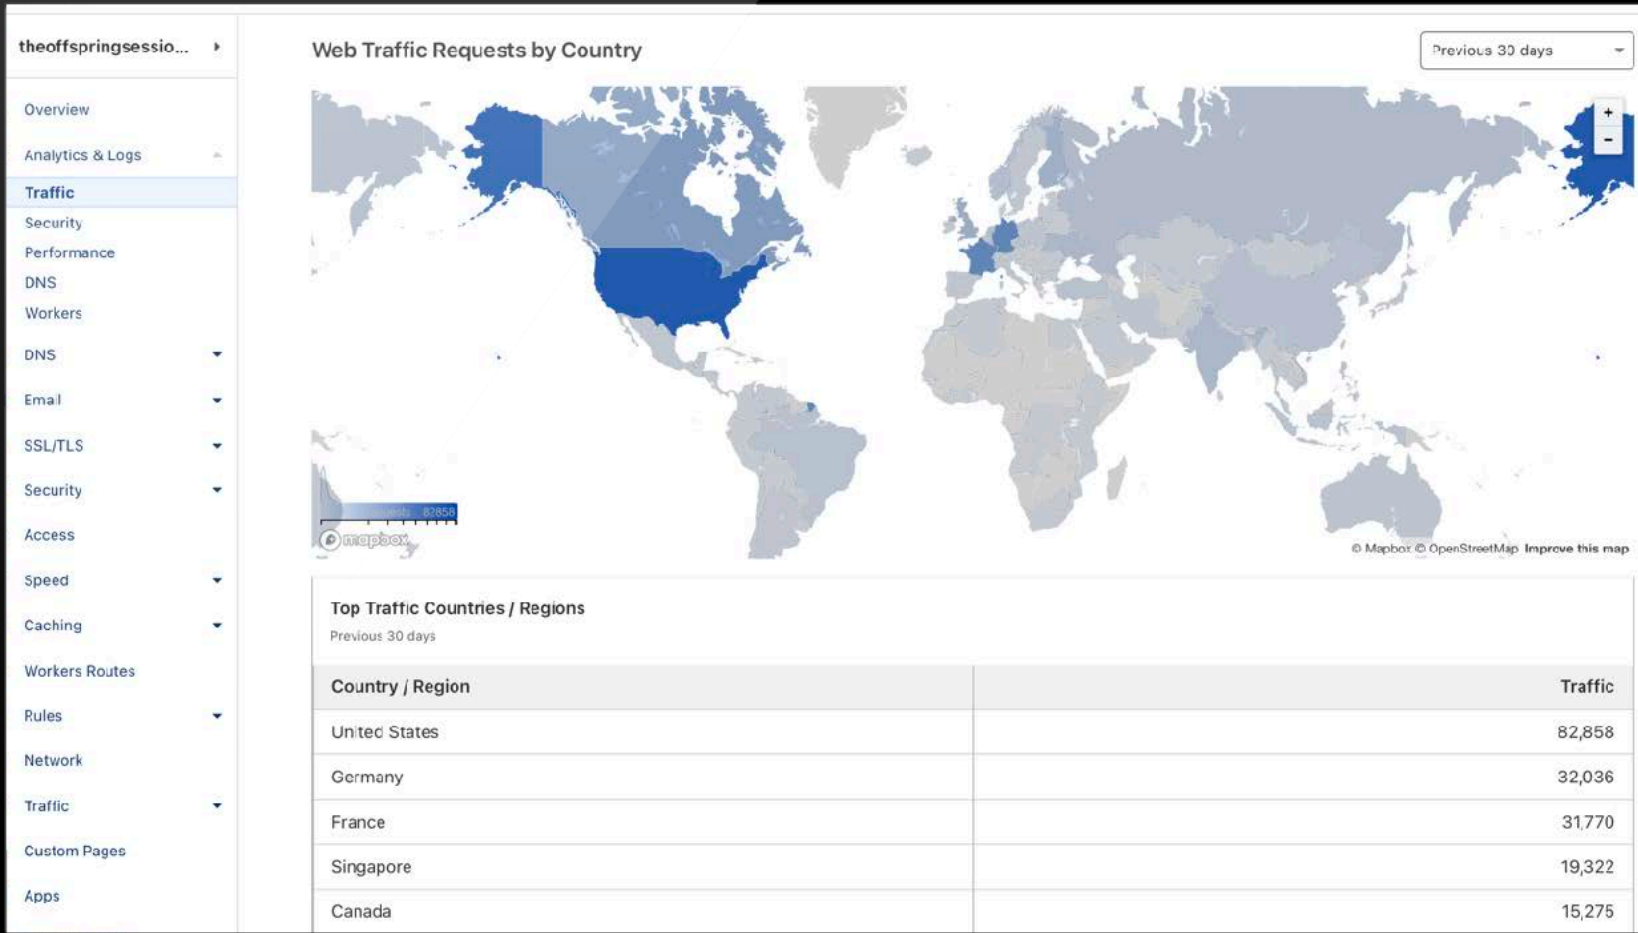 theoffspringsessio...
Overview
Analytics & Logs
Traffic
Security
Performance
DNS
Workers
DNS
Email
SSL/TLS
Security
Access
Speed
Caching
Workers Routes
Rules
Network
Traffic
Custom Pages
Apps
Web Traffic Requests by Country
Previous 30 days
+
-
82858
mapbox
© Mapbox © OpenStreetMap Improve this map
Top Traffic Countries / Regions
Previous 30 days
Country / Region Traffic
United States 82,858
Germany 32,036
France 31,770
Singapore 19,322
Canada 15,275